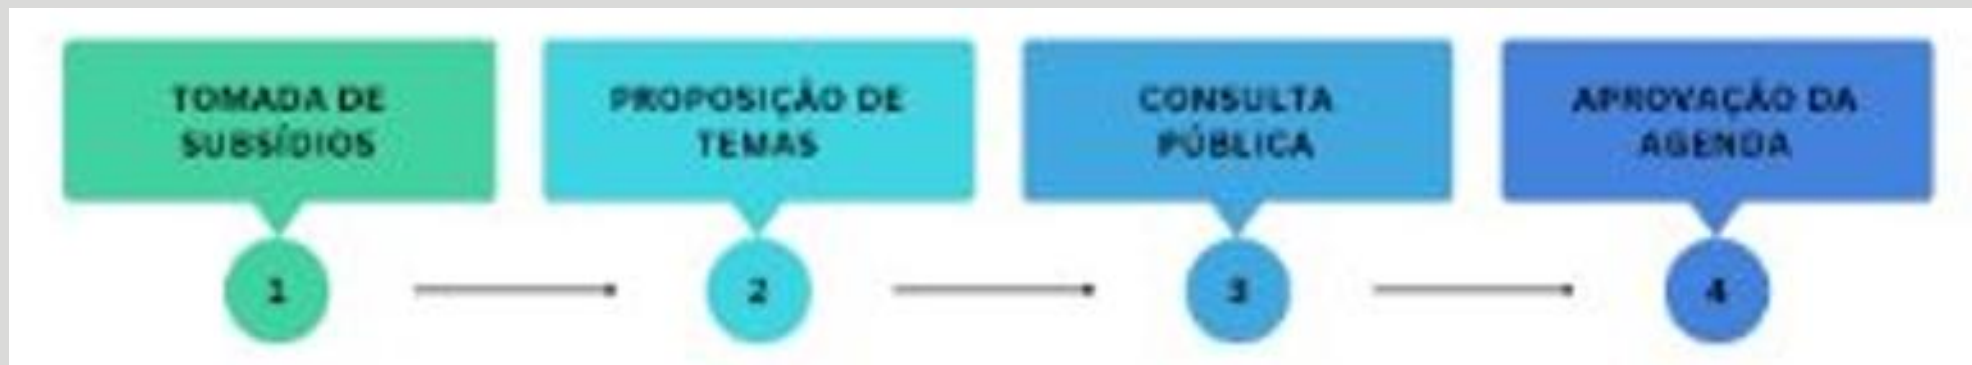 TOMADA DE
SUBSÍDIOS
1
PROPOSIÇÃO DE
TEMAS
2
CONSULTA
PÚBLICA
3
APROVAÇÃO DA
AGENDA
4